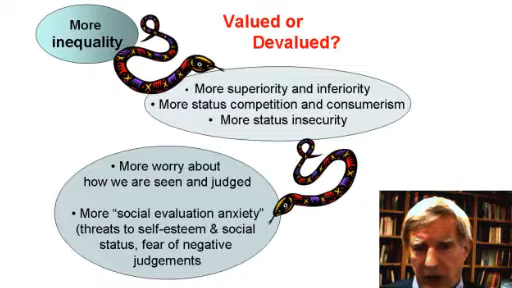 More
inequality
Valued or
Devalued?
• More superiority and inferiority
• More status competition and consumerism
• More status insecurity
• More worry about
how we are seen and judged
• More “social evaluation anxiety”
(threats to self-esteem & social
status, fear of negative
judgements